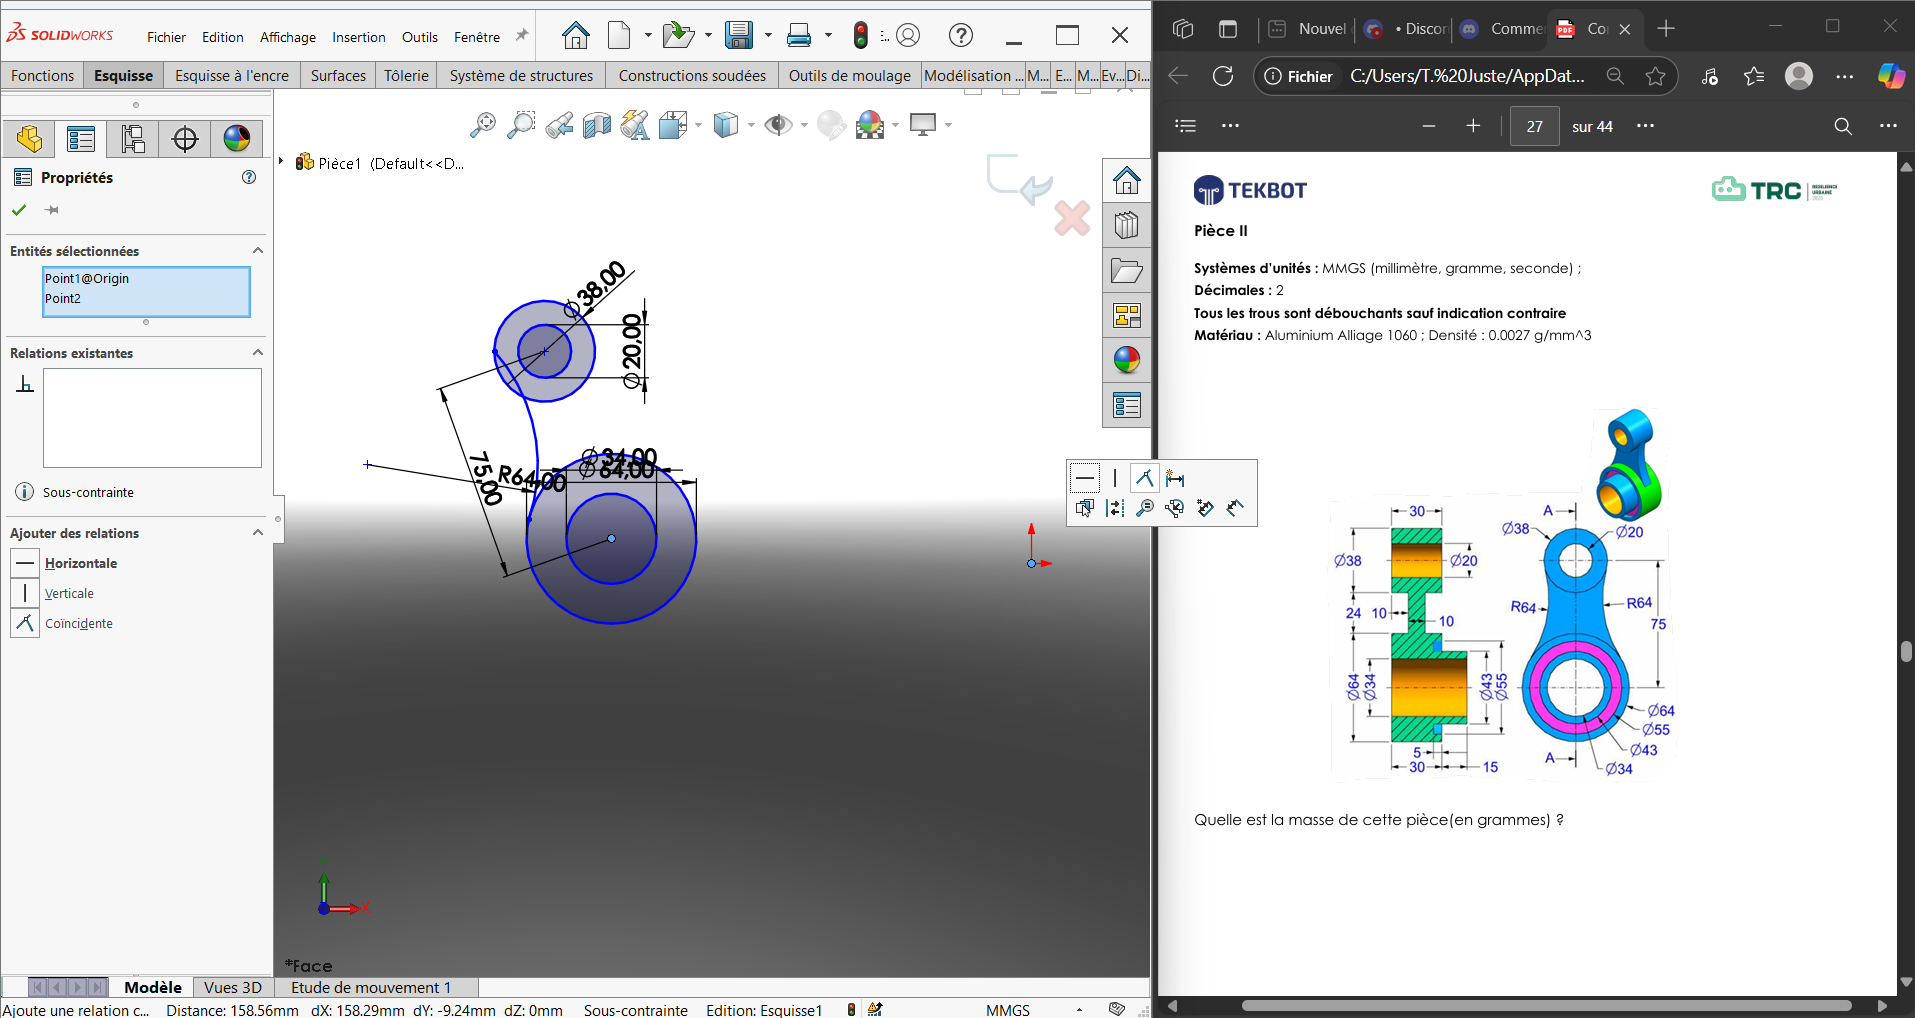 SOLIDWORKS
Fichier Edition Affichage Insertion Outils Fenêtre
Fonctions Esquisse Esquisse à l'encre Surfaces Tôlerie Système de structures Constructions soudées Outils de moulage Modélisation ... M... E... M... Ev... Di...
Pièce1 (Default<<D...
Propriétés
Entités sélectionnées
Point1@Origin
Point2
Relations existantes
Sous-contrainte
Ajouter des relations
Horizontale
Verticale
Coïncidente
Ø38,00
Ø20,00
75,00
R64,00
Ø34,00
Ø64,00
Y
X
*Face
Modèle Vues 3D Etude de mouvement 1
Ajoute une relation c... Distance: 158.56mm dX: 158.29mm dY: -9.24mm dZ: 0mm Sous-contrainte Edition: Esquisse1 MMGS
Nouvel • Discor Comme Co
Fichier C:/Users/T.%20Juste/AppDat...
27 sur 44
TEKBOT
TRC RESILIENCE URBAINE
Pièce II
Systèmes d'unités : MMGS (millimètre, gramme, seconde) ;
Décimales : 2
Tous les trous sont débouchants sauf indication contraire
Matériau : Aluminium Alliage 1060 ; Densité : 0.0027 g/mm^3
30
A
Ø38
Ø20
Ø38
Ø20
R64
R64
24
10
10
75
Ø64
Ø34
Ø43
Ø55
Ø64
Ø55
Ø43
Ø34
5
30
15
A
Quelle est la masse de cette pièce(en grammes) ?